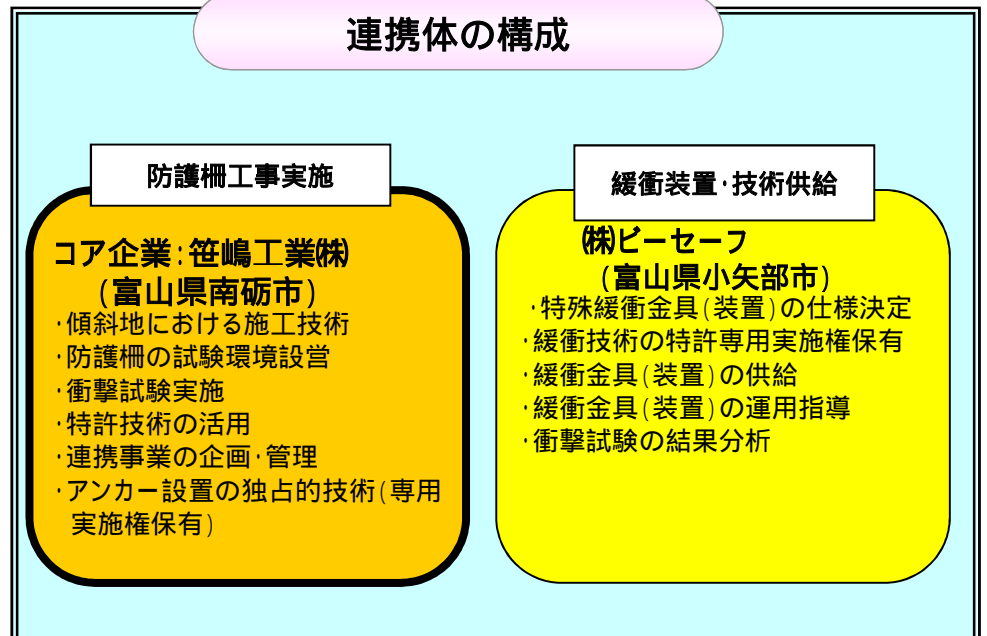 連携体の構成
防護柵工事実施
コア企業:笹嶋工業㈱
(富山県南砺市)
･傾斜地における施工技術
･防護柵の試験環境設営
･衝撃試験実施
･特許技術の活用
･連携事業の企画･管理
･アンカー設置の独占的技術(専用
実施権保有)
緩衝装置･技術供給
㈱ビーセーフ
(富山県小矢部市)
･特殊緩衝金具(装置)の仕様決定
･緩衝技術の特許専用実施権保有
･緩衝金具(装置)の供給
･緩衝金具(装置)の運用指導
･衝撃試験の結果分析